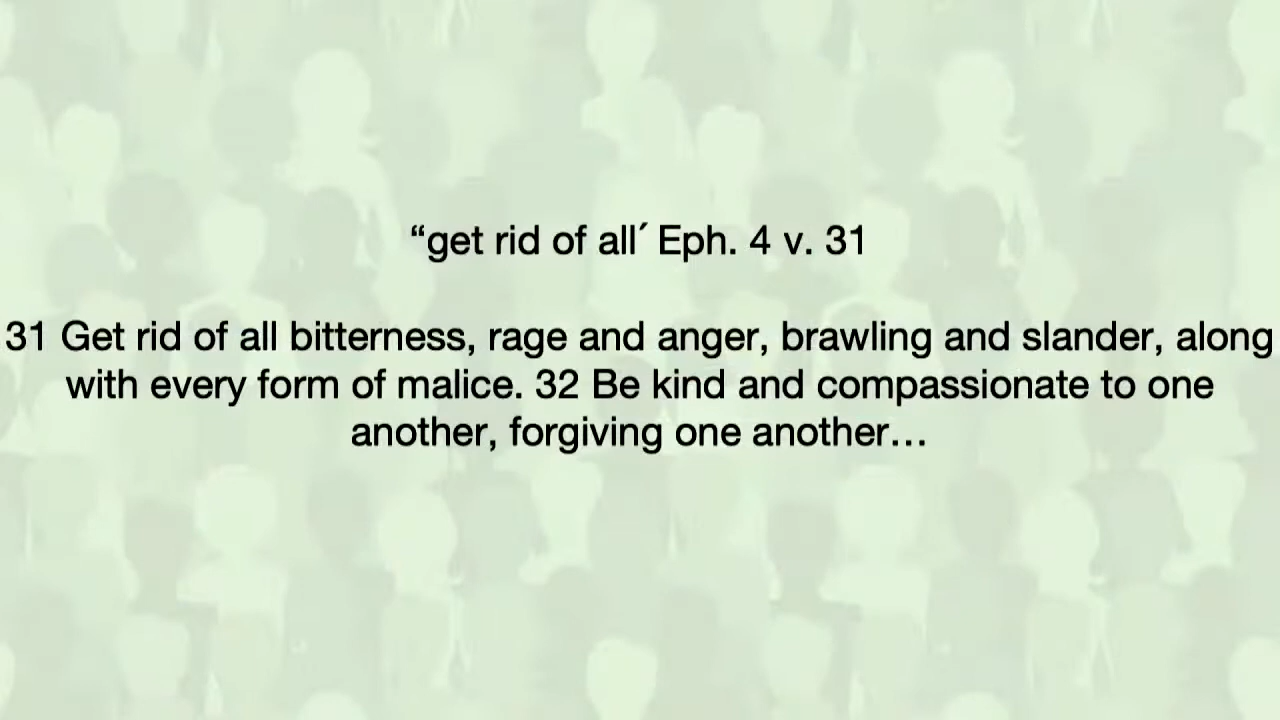 “get rid of all´ Eph. 4 v. 31
31 Get rid of all bitterness, rage and anger, brawling and slander, along
with every form of malice. 32 Be kind and compassionate to one
another, forgiving one another…